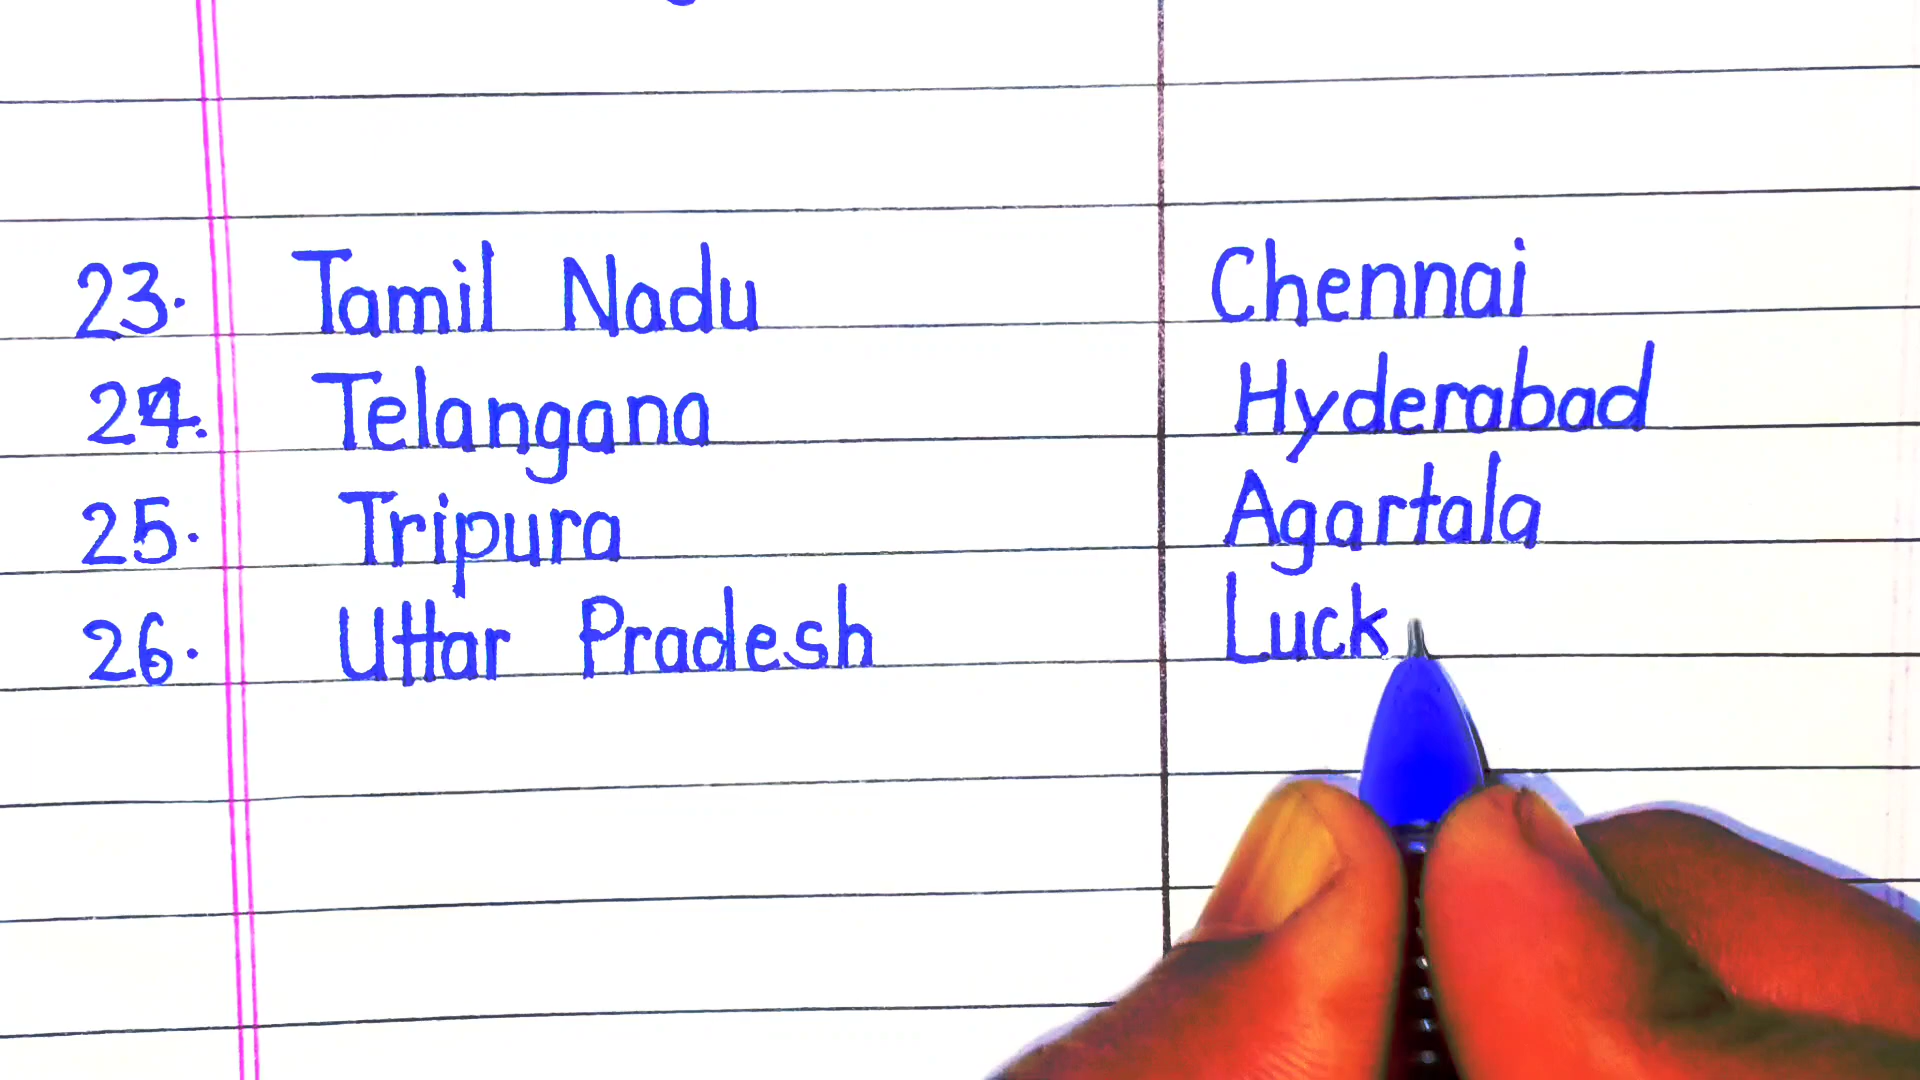 23. Tamil Nadu Chennai
24. Telangana Hyderabad
25. Tripura Agartala
26. Uttar Pradesh Luck